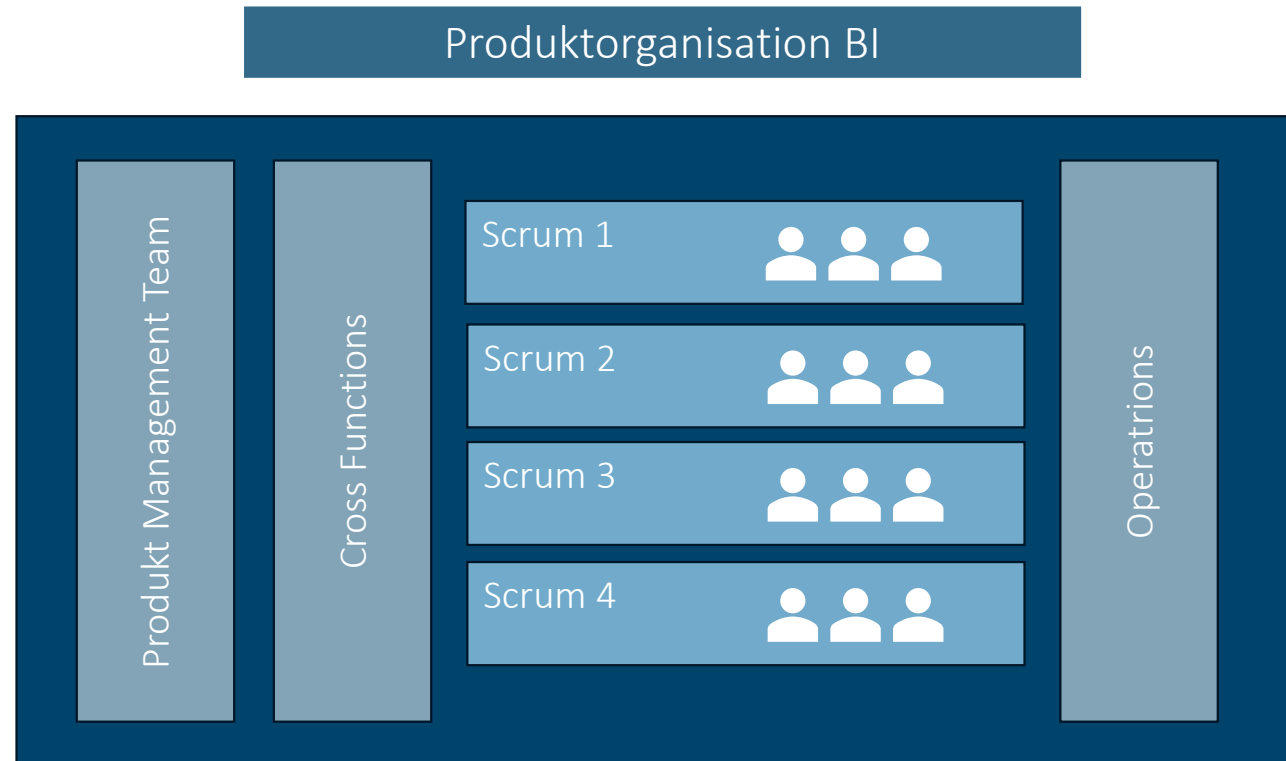 Produktorganisation BI
Produkt Management Team
Cross Functions
Scrum 1
Scrum 2
Scrum 3
Scrum 4
Operatrions